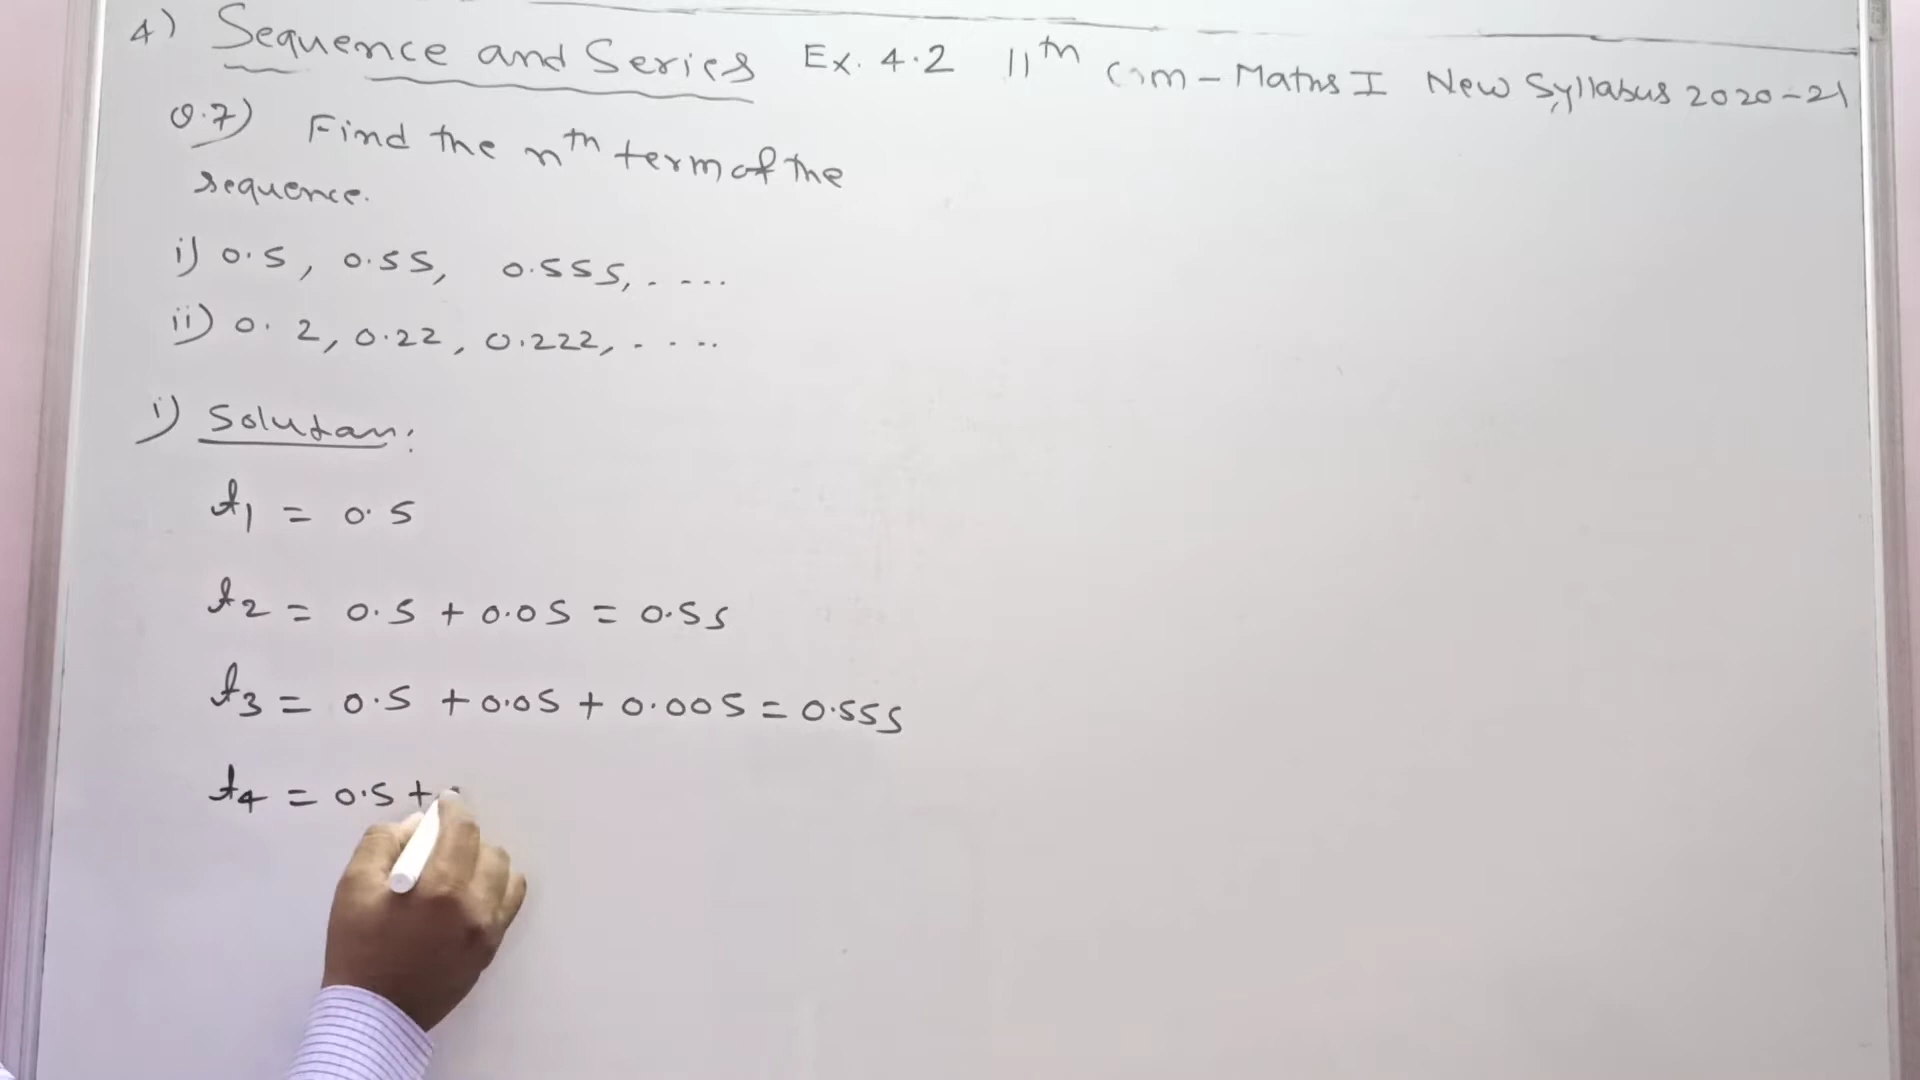 4) Sequence and Series Ex. 4.2 11th Com - Maths I New Syllabus 2020-21
Q.7) Find the nth term of the
sequence.
i) 0.5, 0.55, 0.555, . ....
ii) 0.2, 0.22, 0.222, . ....
i) Solution:
t1 = 0.5
t2 = 0.5 + 0.05 = 0.55
t3 = 0.5 + 0.05 + 0.005 = 0.555
t4 = 0.5 +